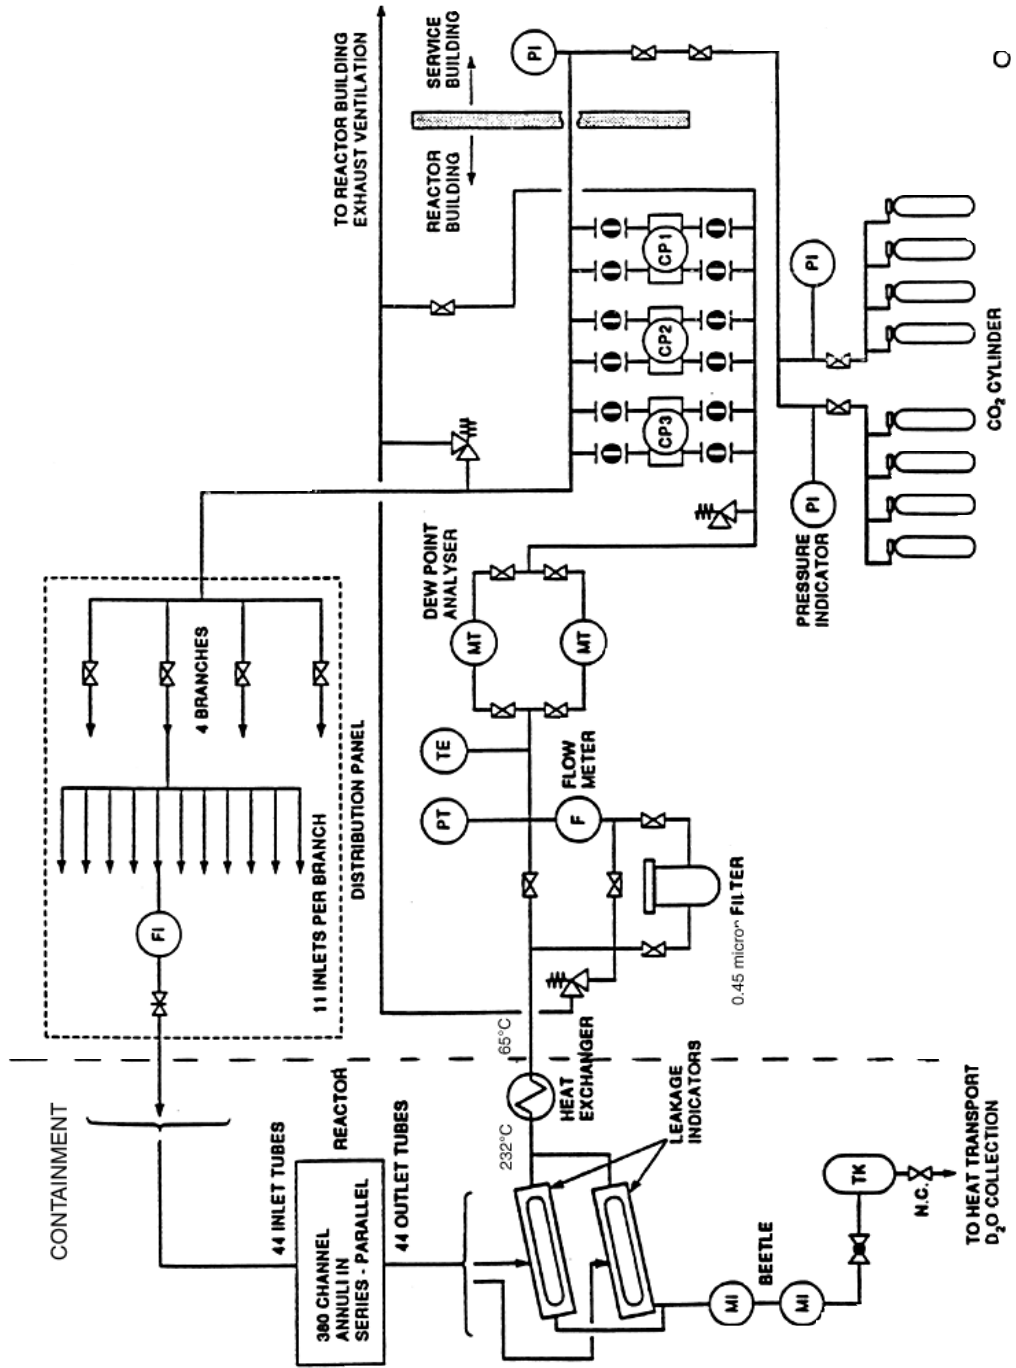 TO REACTOR BUILDING
EXHAUST VENTILATION
SERVICE
BUILDING
REACTOR
BUILDING
PI
CP1
CP2
CP3
PI
PI
PRESSURE
INDICATOR
CO₂ CYLINDER
4 BRANCHES
11 INLETS PER BRANCH
DISTRIBUTION PANEL
FI
DEW POINT
ANALYSER
MT
MT
TE
PT
FLOW
METER
F
0.45 micron FILTER
65°C
HEAT
EXCHANGER
232°C
LEAKAGE
INDICATORS
CONTAINMENT
44 INLET TUBES
REACTOR
380 CHANNEL
ANNULI IN
SERIES - PARALLEL
44 OUTLET TUBES
BEETLE
MI
MI
TK
N.C.
TO HEAT TRANSPORT
D₂O COLLECTION